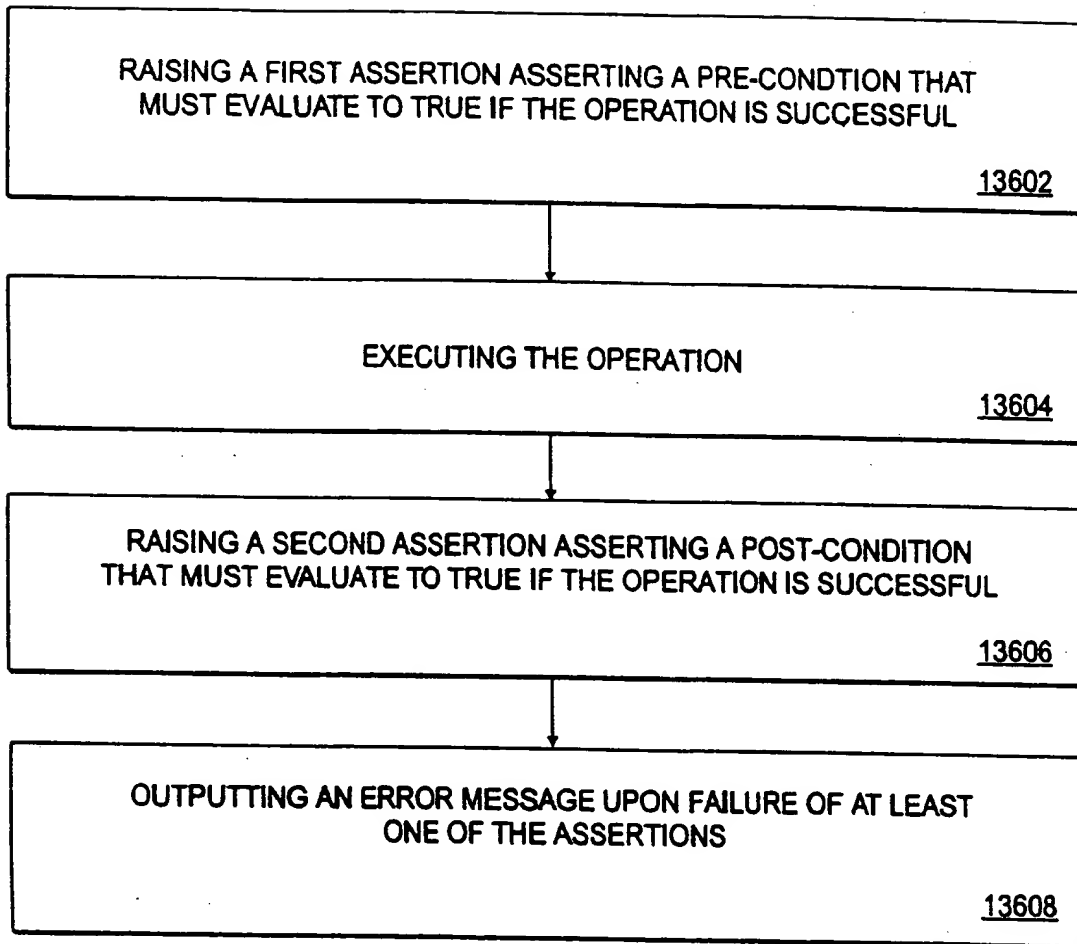 RAISING A FIRST ASSERTION ASSERTING A PRE-CONDTION THAT
MUST EVALUATE TO TRUE IF THE OPERATION IS SUCCESSFUL
13602
EXECUTING THE OPERATION
13604
RAISING A SECOND ASSERTION ASSERTING A POST-CONDITION
THAT MUST EVALUATE TO TRUE IF THE OPERATION IS SUCCESSFUL
13606
OUTPUTTING AN ERROR MESSAGE UPON FAILURE OF AT LEAST
ONE OF THE ASSERTIONS
13608